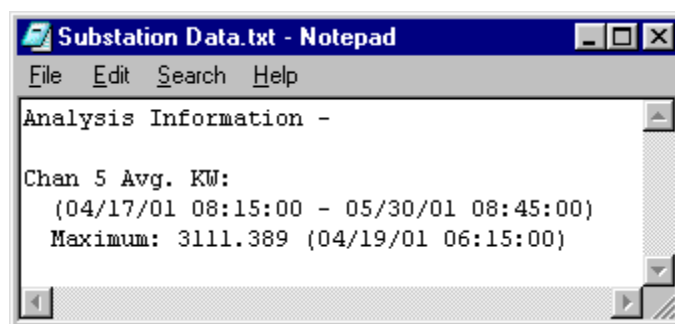 Substation Data.txt - Notepad
File Edit Search Help
Analysis Information -
Chan 5 Avg. KW:
(04/17/01 08:15:00 - 05/30/01 08:45:00)
Maximum: 3111.389 (04/19/01 06:15:00)